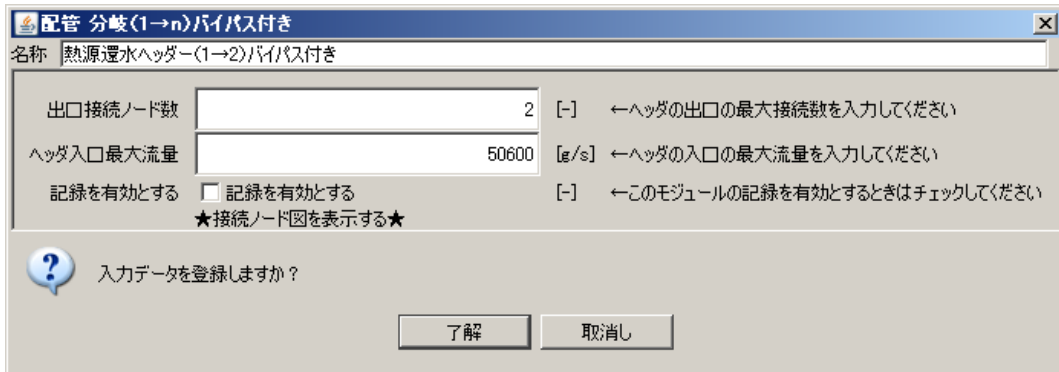 配管 分岐(1→n)バイパス付き
名称 熱源還水ヘッダー(1→2)バイパス付き
出口接続ノード数 2 [-] ←ヘッダの出口の最大接続数を入力してください
ヘッダ入口最大流量 50600 [g/s] ←ヘッダの入口の最大流量を入力してください
記録を有効とする 記録を有効とする [-] ←このモジュールの記録を有効とするときはチェックしてください
★接続ノード図を表示する★
入力データを登録しますか?
了解 取消し